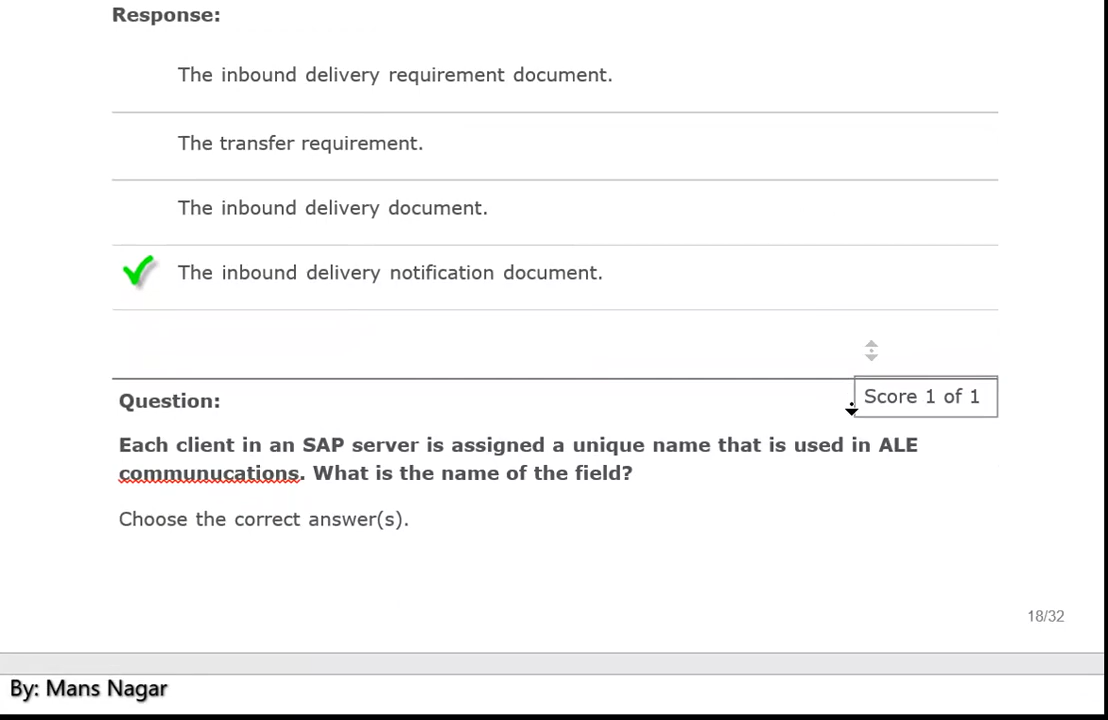 Response:
The inbound delivery requirement document.
The transfer requirement.
The inbound delivery document.
The inbound delivery notification document.
Score 1 of 1
Question:
Each client in an SAP server is assigned a unique name that is used in ALE
communucations. What is the name of the field?
Choose the correct answer(s).
18/32
By: Mans Nagar